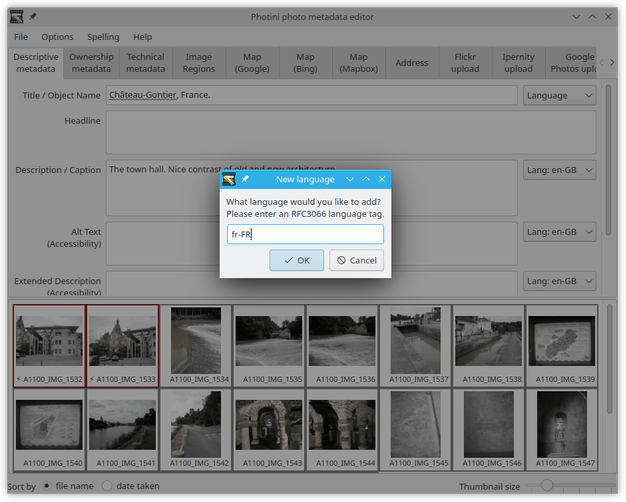 Photini photo metadata editor
File Options Spelling Help
Descriptive metadata
Ownership metadata
Technical metadata
Image Regions
Map (Google)
Map (Bing)
Map (Mapbox)
Address
Flickr upload
Ipernity upload
Google Photos uplo
Title / Object Name
Château-Gontier, France.
Language
Headline
Description / Caption
The town hall. Nice contrast of old and new architecture.
Lang: en-GB
Alt Text
(Accessibility)
Lang: en-GB
Extended Description
(Accessibility)
Lang: en-GB
New language
What language would you like to add?
Please enter an RFC3066 language tag.
fr-FR
OK
Cancel
⚡ A1100_IMG_1532
⚡ A1100_IMG_1533
A1100_IMG_1534
A1100_IMG_1535
A1100_IMG_1536
A1100_IMG_1537
A1100_IMG_1538
A1100_IMG_1539
A1100_IMG_1540
A1100_IMG_1541
A1100_IMG_1542
A1100_IMG_1543
A1100_IMG_1544
A1100_IMG_1545
A1100_IMG_1546
A1100_IMG_1547
Sort by file name date taken
Thumbnail size